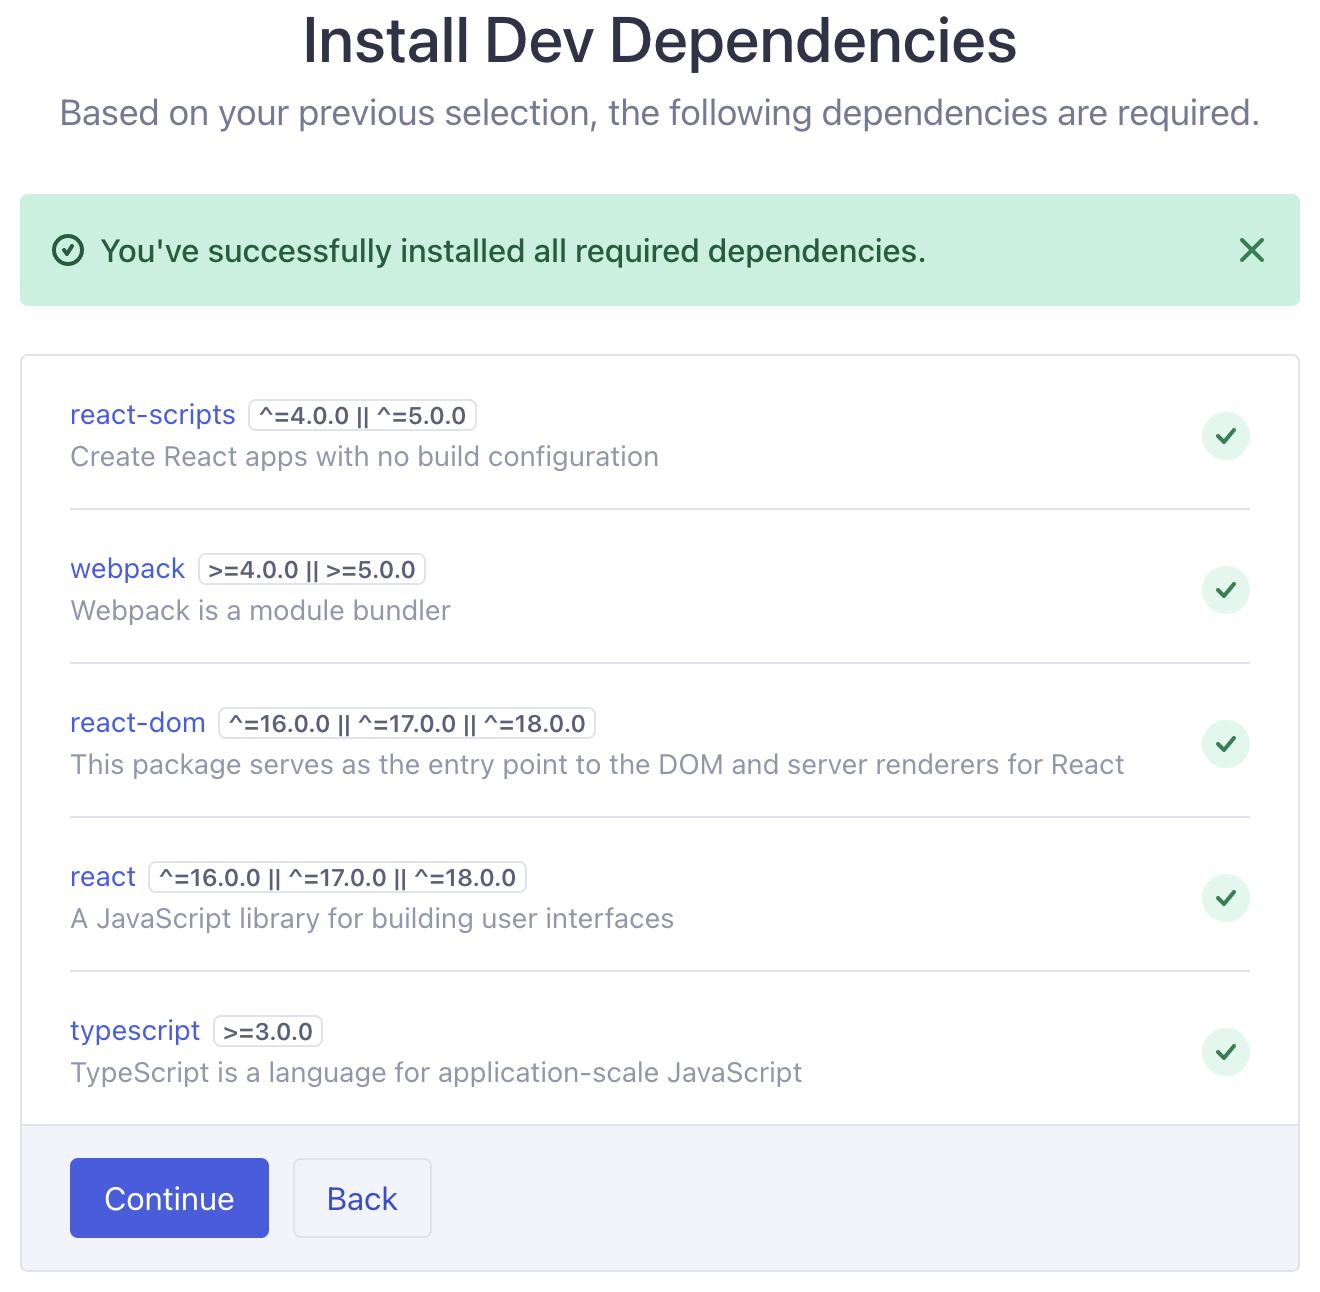 Install Dev Dependencies
Based on your previous selection, the following dependencies are required.
You've successfully installed all required dependencies.
react-scripts ^=4.0.0 || ^=5.0.0
Create React apps with no build configuration
webpack >=4.0.0 || >=5.0.0
Webpack is a module bundler
react-dom ^=16.0.0 || ^=17.0.0 || ^=18.0.0
This package serves as the entry point to the DOM and server renderers for React
react ^=16.0.0 || ^=17.0.0 || ^=18.0.0
A JavaScript library for building user interfaces
typescript >=3.0.0
TypeScript is a language for application-scale JavaScript
Continue Back